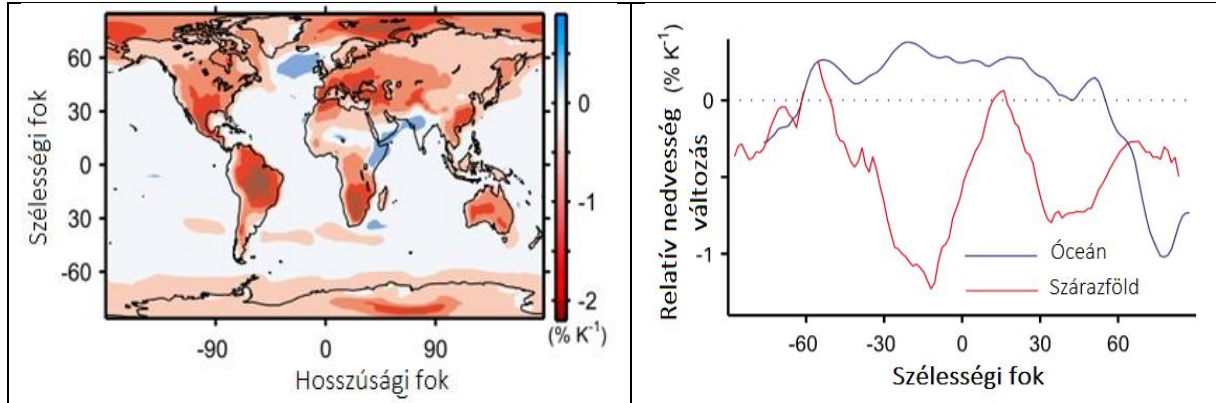 Szélességi fok
60
30
0
30
-60
-90
0
90
Hosszúsági fok
0
-1
-2
(% K⁻¹)
Relatív nedvesség (% K⁻¹)
változás
0
-1
Óceán
Szárazföld
-60
-30
0
30
60
Szélességi fok